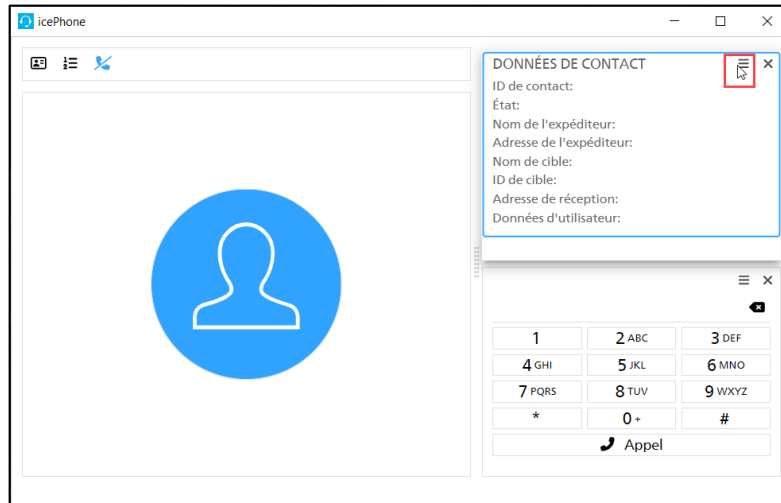 icePhone
DONNÉES DE CONTACT
ID de contact:
État:
Nom de l'expéditeur:
Adresse de l'expéditeur:
Nom de cible:
ID de cible:
Adresse de réception:
Données d'utilisateur:
1 2 ABC 3 DEF
4 GHI 5 JKL 6 MNO
7 PQRS 8 TUV 9 WXYZ
* 0 + #
Appel